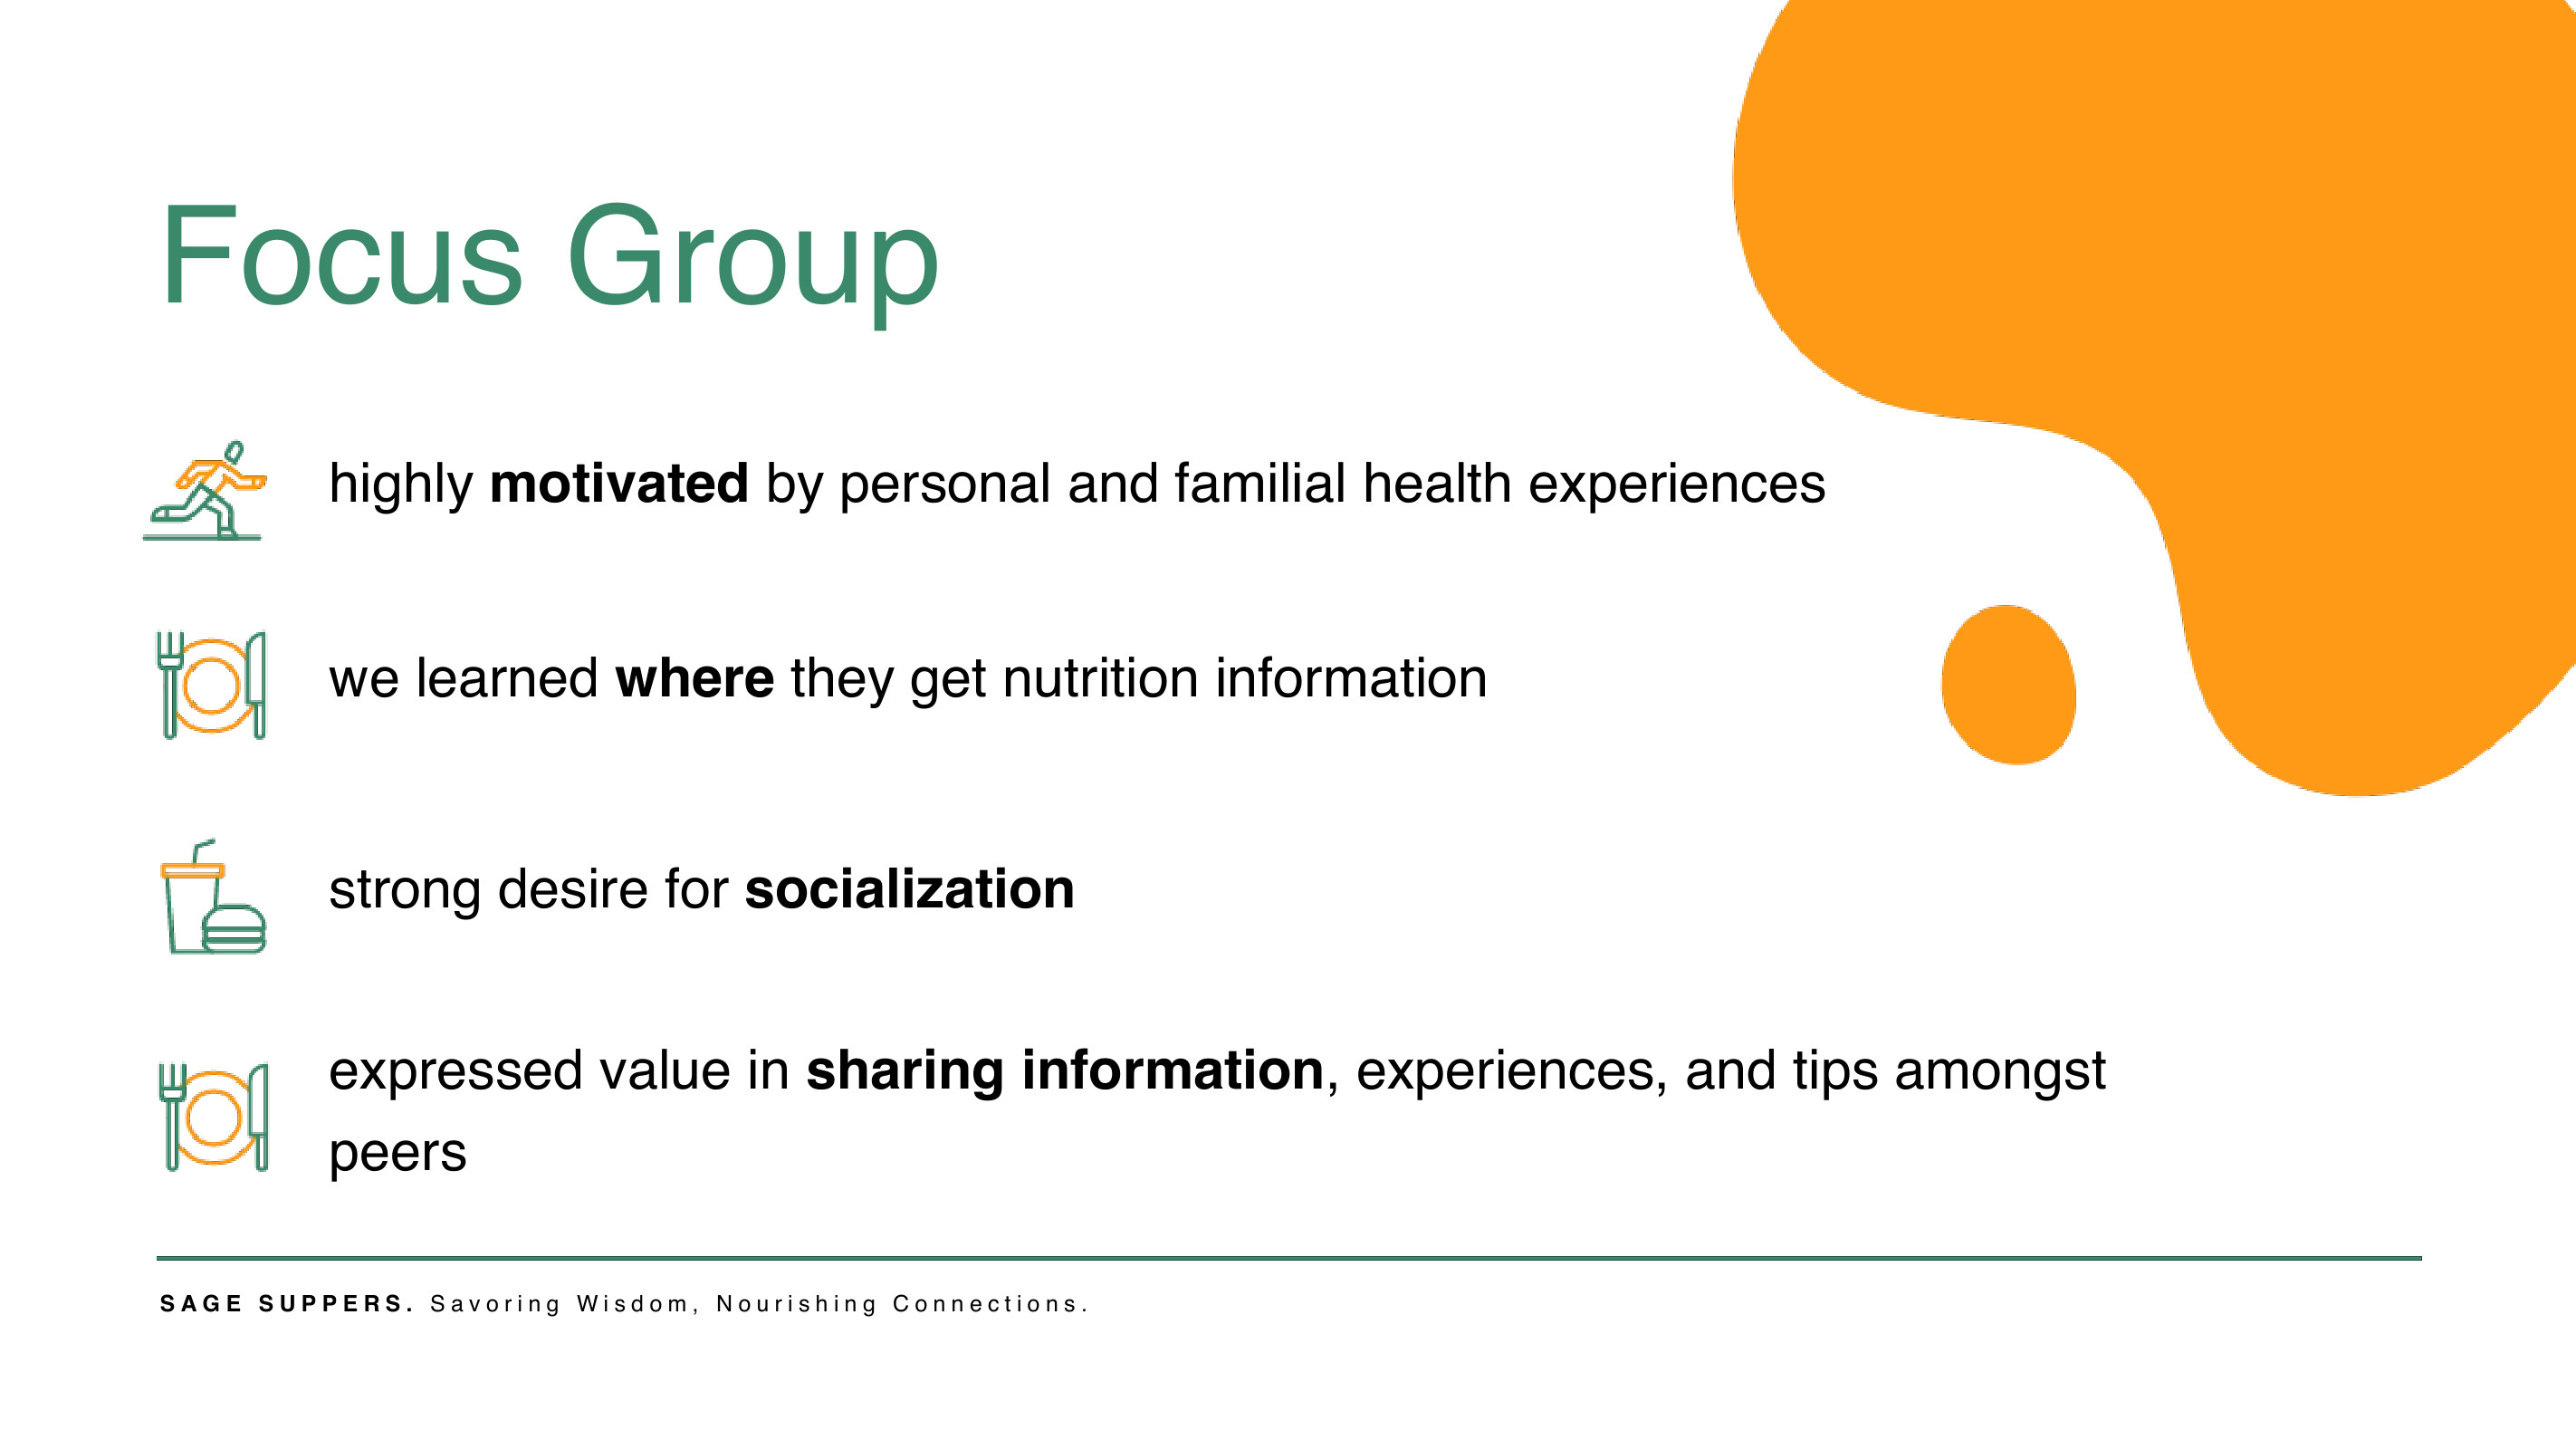 Focus Group
highly motivated by personal and familial health experiences
we learned where they get nutrition information
strong desire for socialization
expressed value in sharing information, experiences, and tips amongst
peers
SAGE SUPPERS. Savoring Wisdom, Nourishing Connections.